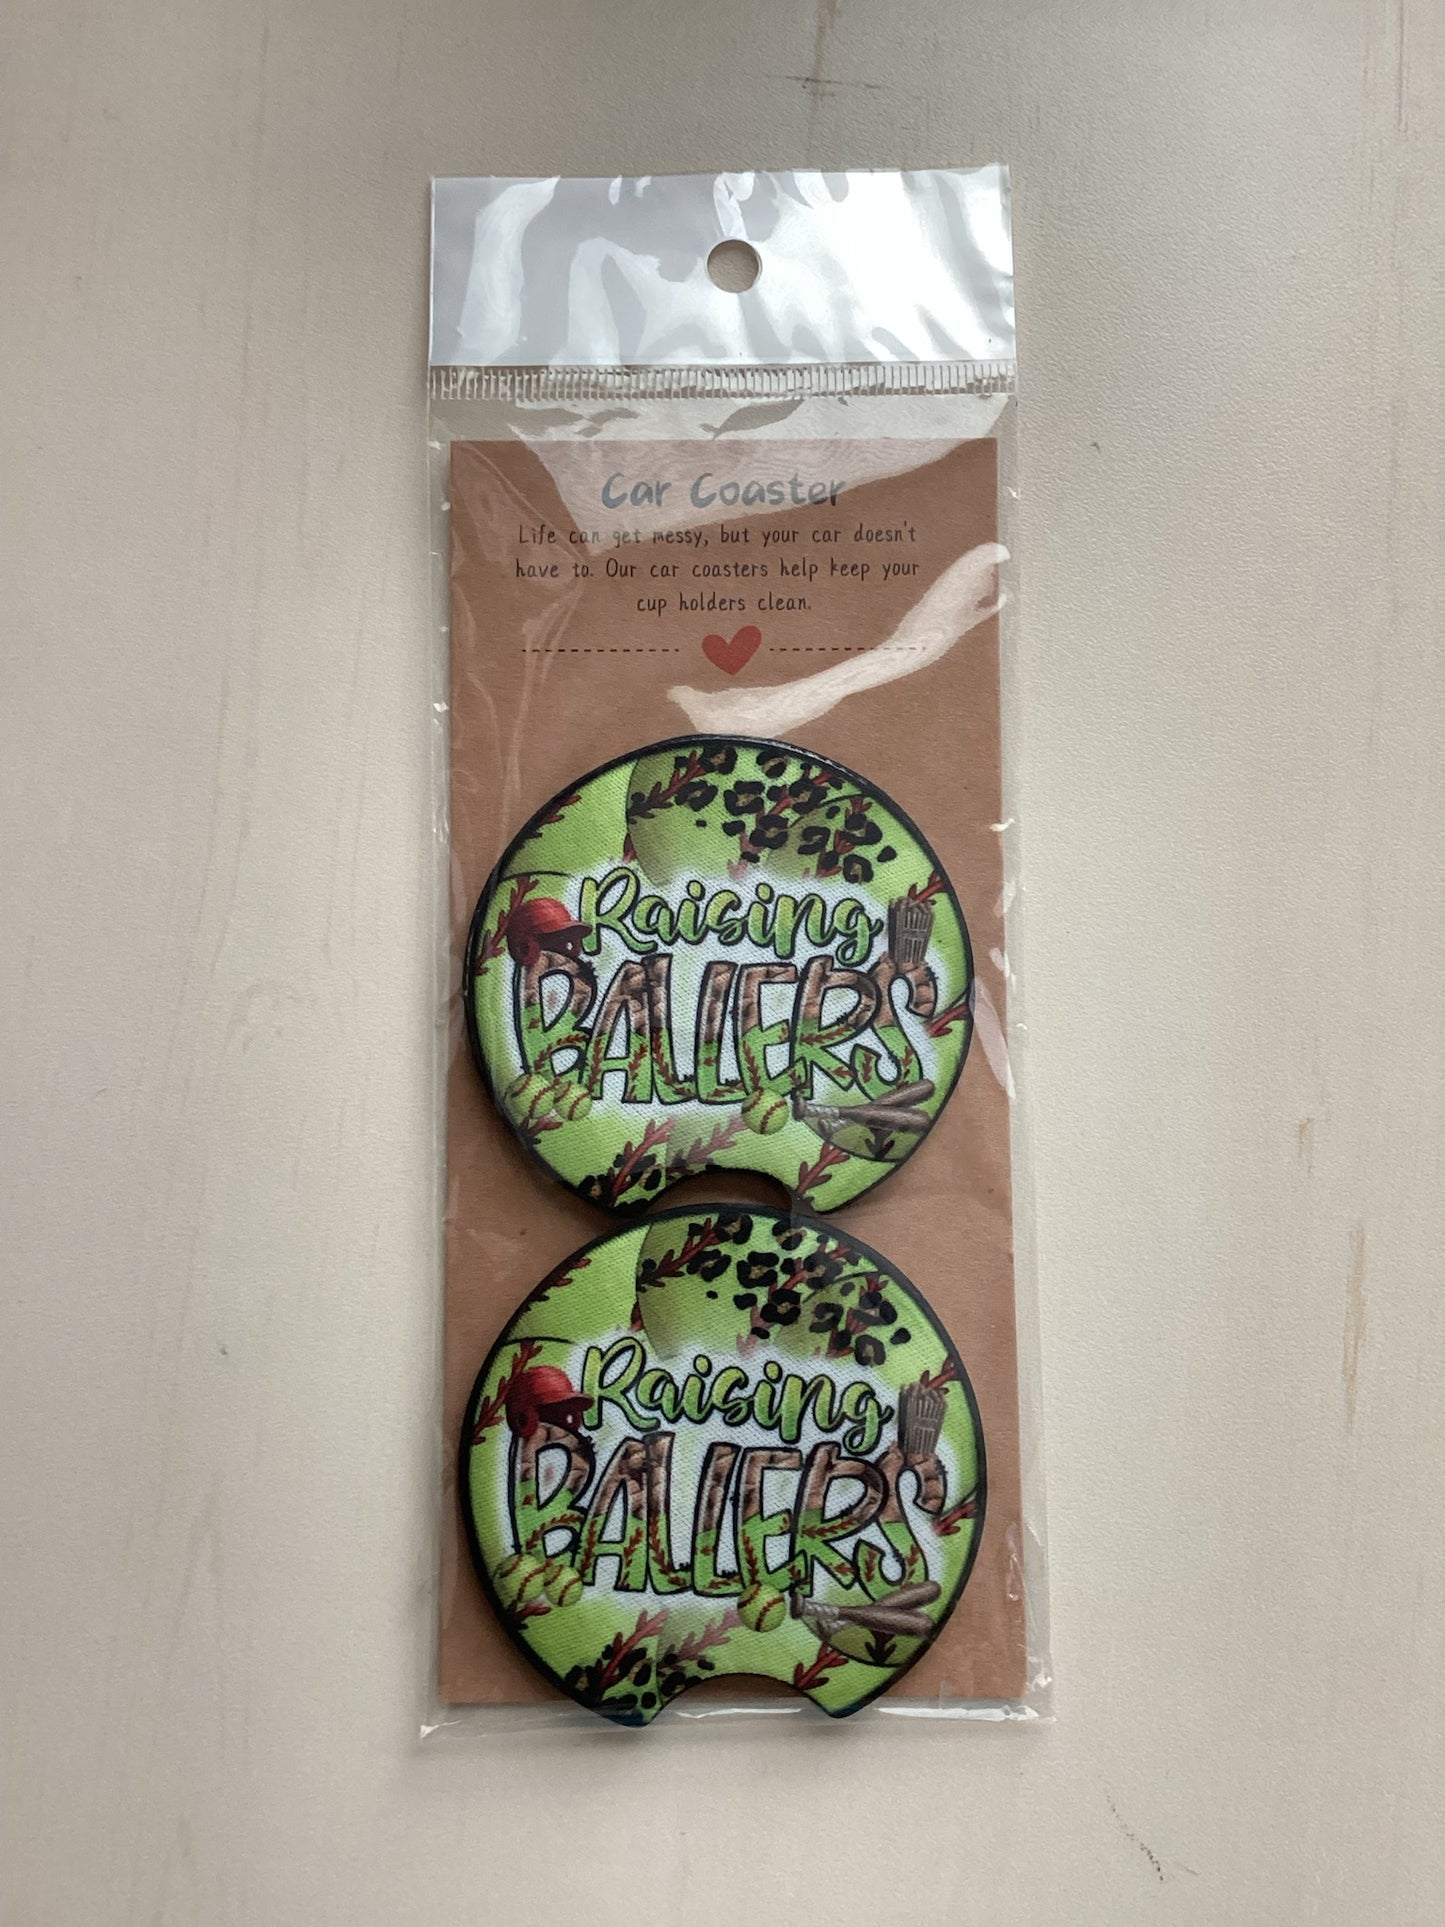 Car Coaster
Life can get messy, but your car doesn't
have to. Our car coasters help keep your
cup holders clean.
Raising
BALLERS
Raising
BALLERS